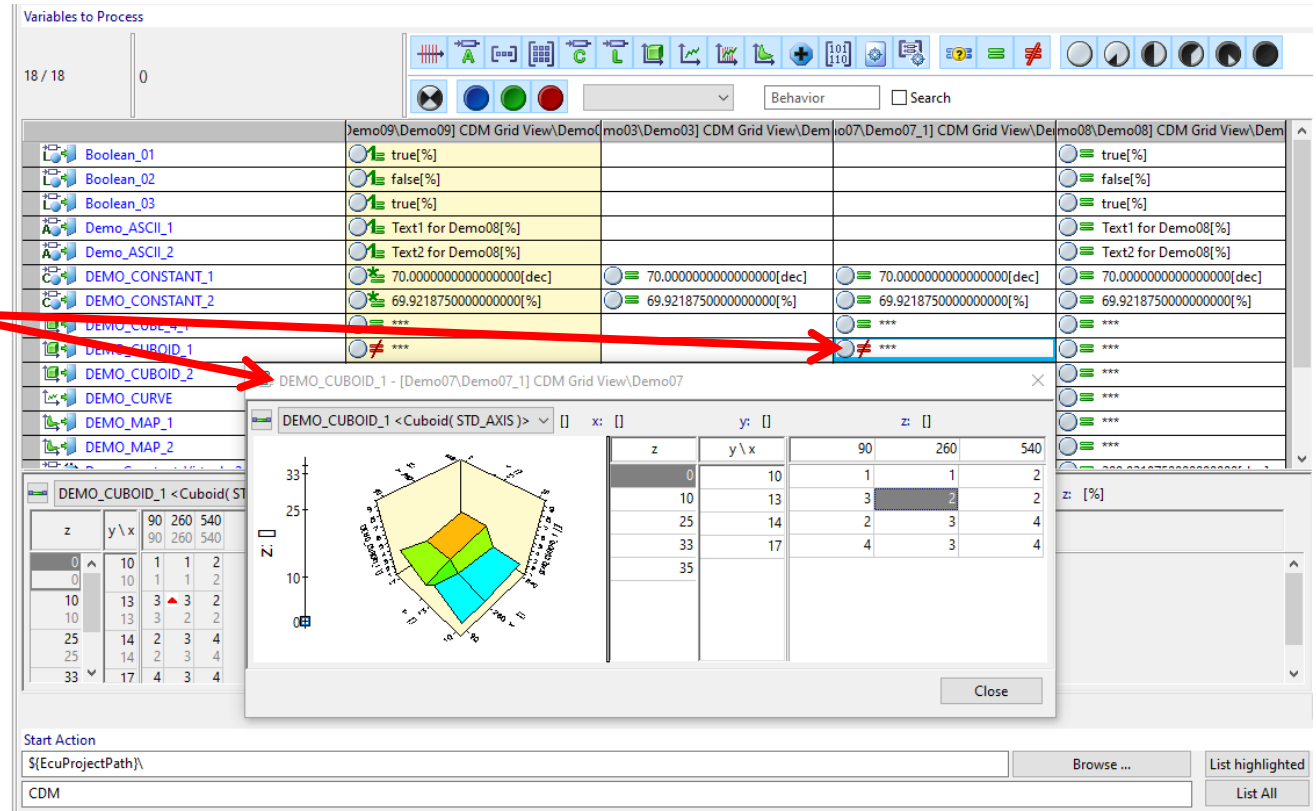 Variables to Process
18 / 18 0
Behavior Search
Demo09\Demo09] CDM Grid View\Demo0 mo03\Demo03] CDM Grid View\Dem o07\Demo07_1] CDM Grid View\De mo08\Demo08] CDM Grid View\Dem
Boolean_01 true[%] true[%]
Boolean_02 false[%] false[%]
Boolean_03 true[%] true[%]
Demo_ASCII_1 Text1 for Demo08[%] Text1 for Demo08[%]
Demo_ASCII_2 Text2 for Demo08[%] Text2 for Demo08[%]
DEMO_CONSTANT_1 70.0000000000000000[dec] 70.0000000000000000[dec] 70.0000000000000000[dec] 70.0000000000000000[dec]
DEMO_CONSTANT_2 69.9218750000000000[%] 69.9218750000000000[%] 69.9218750000000000[%] 69.9218750000000000[%]
DEMO_CUBE_4_1 *** *** ***
DEMO_CUBOID_1 *** *** ***
DEMO_CUBOID_2 ***
DEMO_CURVE ***
DEMO_MAP_1 ***
DEMO_MAP_2 ***
DEMO_CUBOID_1 - [Demo07\Demo07_1] CDM Grid View\Demo07
DEMO_CUBOID_1 <Cuboid( STD_AXIS )> [] x: [] y: [] z: []
z y \ x 90 260 540
0 10 1 1 2
10 13 3 2 2
25 14 2 3 4
33 17 4 3 4
35
33
25
10
0
z: []
Close
DEMO_CUBOID_1 <Cuboid( ST z: [%]
z y \ x 90 260 540
90 260 540
0 10 1 1 2
0 10 1 1 2
10 13 3 3 2
10 13 3 2 2
25 14 2 3 4
25 14 2 3 4
33 17 4 3 4
Start Action
${EcuProjectPath}\ Browse ... List highlighted
CDM List All